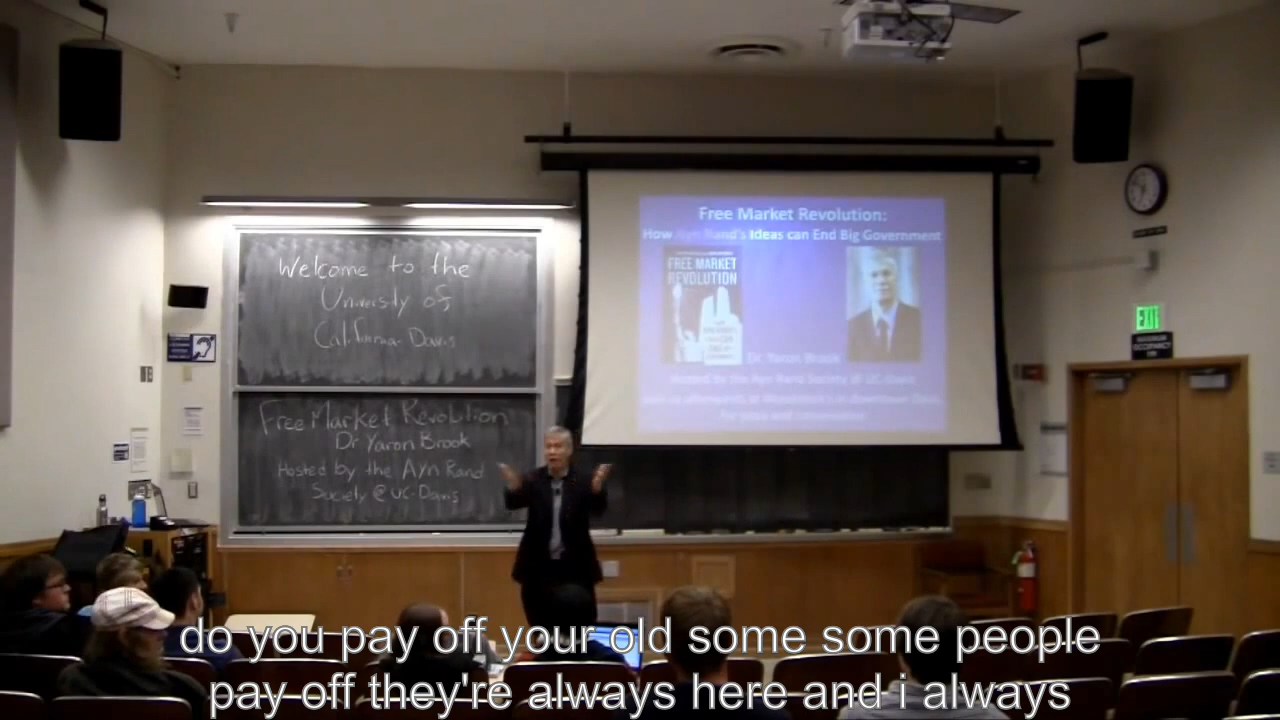 Free Market Revolution:
How Ayn Rand's Ideas can End Big Government
FREE MARKET
REVOLUTION
Dr. Yaron Brook
Hosted by the Ayn Rand Society @ UC-Davis
Welcome to the
University of
California-Davis
Free Market Revolution
Dr Yaron Brook
Hosted by the Ayn Rand
Society @ UC-Davis
EXIT
MAXIMUM
OCCUPANCY
do you pay off your old some some people
pay off they're always here and i always